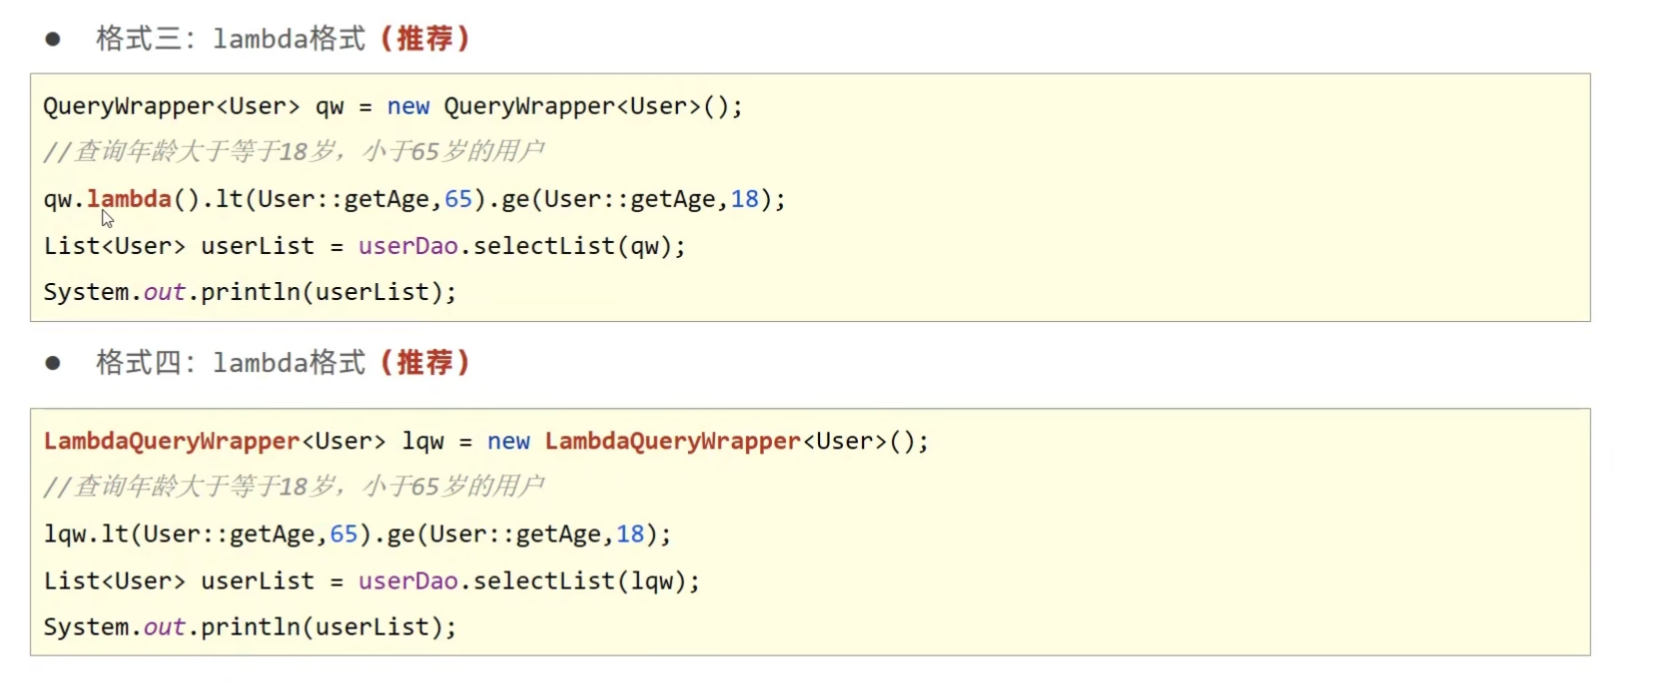 ● 格式三：lambda格式（推荐）
QueryWrapper<User> qw = new QueryWrapper<User>();
//查询年龄大于等于18岁，小于65岁的用户
qw.lambda().lt(User::getAge,65).ge(User::getAge,18);
List<User> userList = userDao.selectList(qw);
System.out.println(userList);
● 格式四：lambda格式（推荐）
LambdaQueryWrapper<User> lqw = new LambdaQueryWrapper<User>();
//查询年龄大于等于18岁，小于65岁的用户
lqw.lt(User::getAge,65).ge(User::getAge,18);
List<User> userList = userDao.selectList(lqw);
System.out.println(userList);